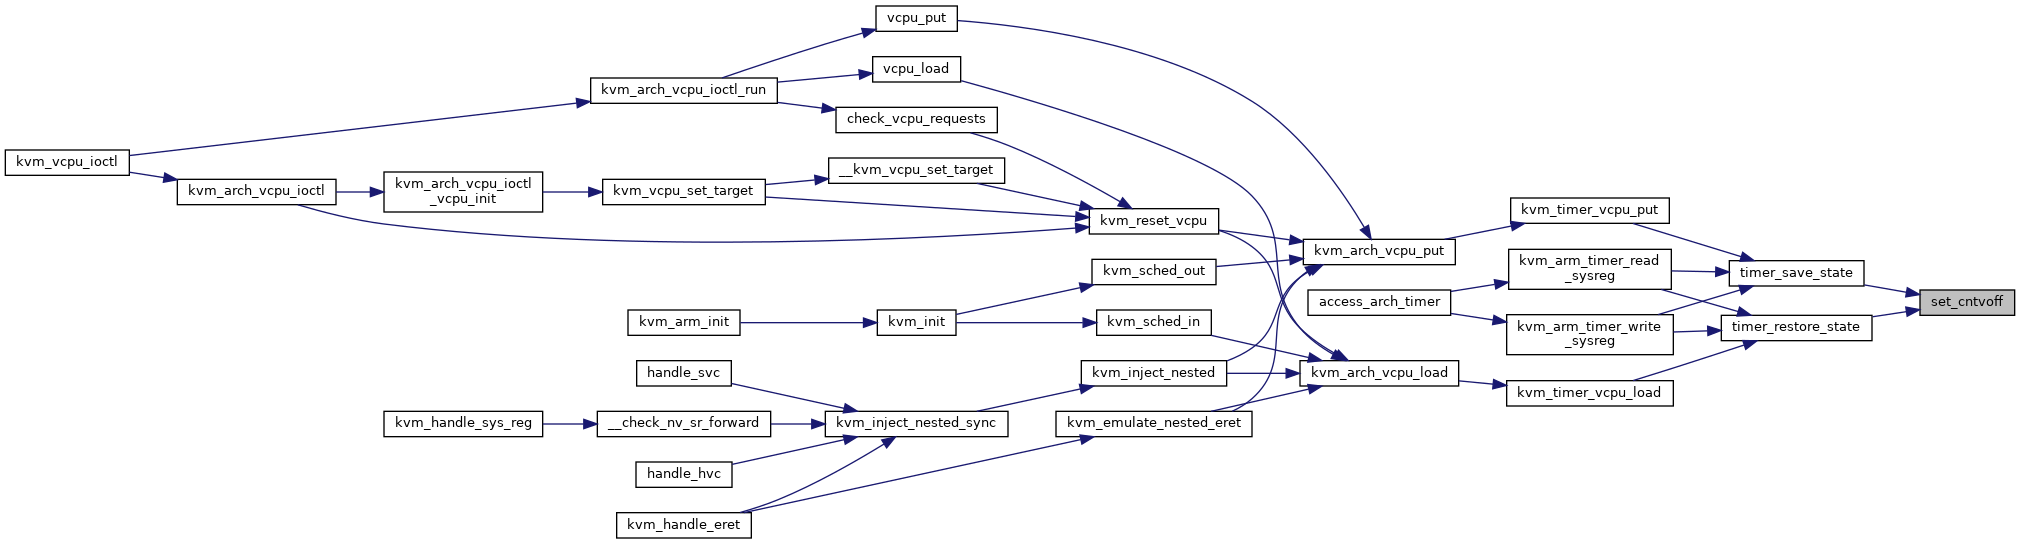 vcpu_put
vcpu_load
kvm_arch_vcpu_ioctl_run
check_vcpu_requests
kvm_vcpu_ioctl
__kvm_vcpu_set_target
kvm_arch_vcpu_ioctl
kvm_arch_vcpu_ioctl
_vcpu_init
kvm_vcpu_set_target
kvm_reset_vcpu
kvm_timer_vcpu_put
kvm_arch_vcpu_put
kvm_sched_out
kvm_arm_timer_read
_sysreg
timer_save_state
access_arch_timer
set_cntvoff
kvm_arm_init
kvm_init
kvm_sched_in
kvm_arm_timer_write
_sysreg
timer_restore_state
handle_svc
kvm_inject_nested
kvm_arch_vcpu_load
kvm_timer_vcpu_load
kvm_handle_sys_reg
__check_nv_sr_forward
kvm_inject_nested_sync
kvm_emulate_nested_eret
handle_hvc
kvm_handle_eret